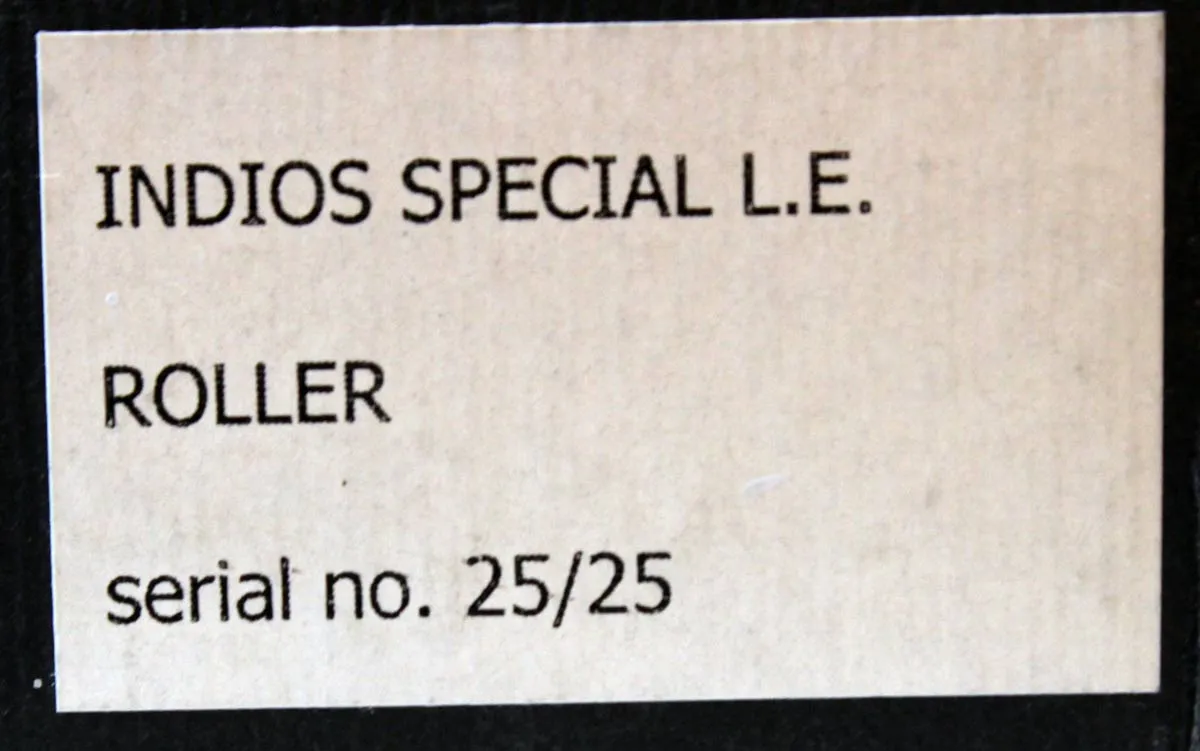 INDIOS SPECIAL L.E.
ROLLER
serial no. 25/25